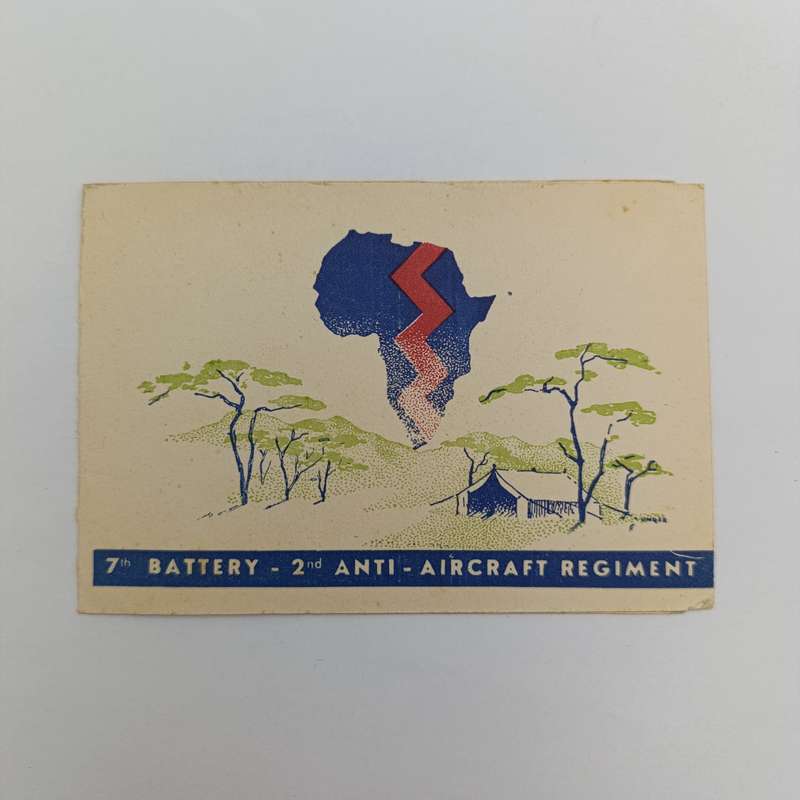 7th BATTERY - 2nd ANTI - AIRCRAFT REGIMENT